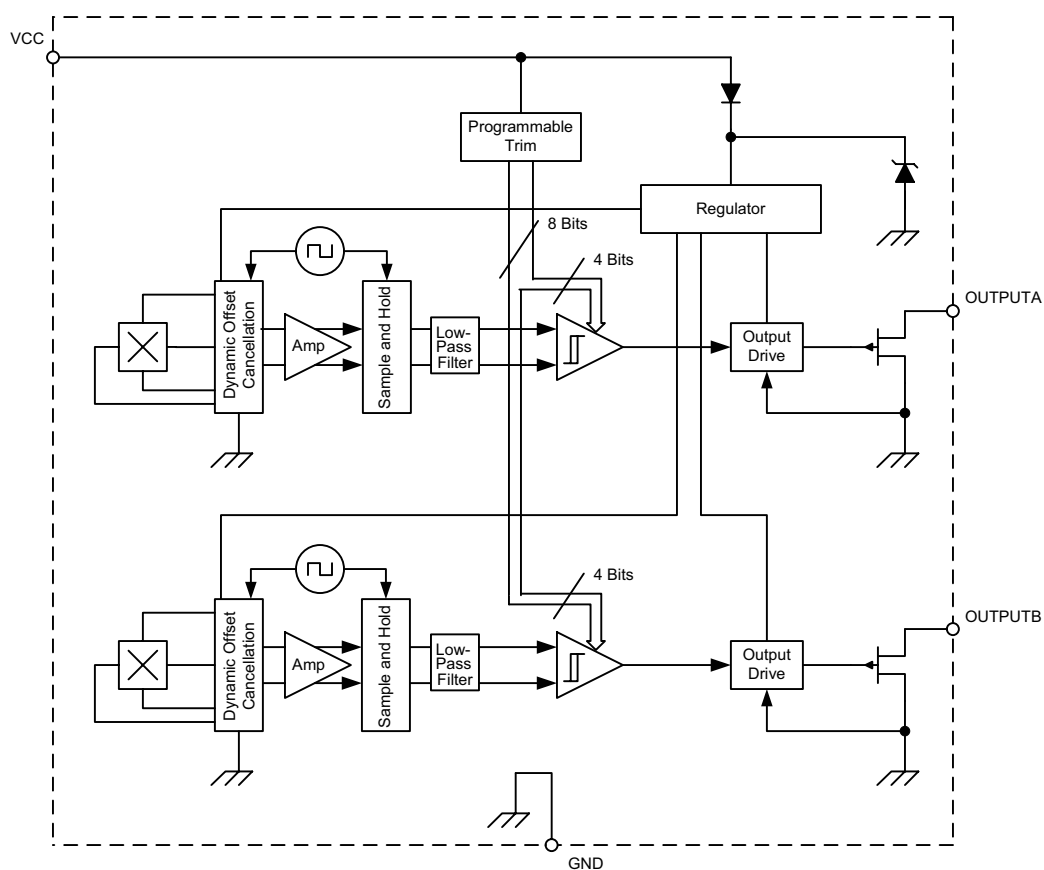 VCC
Programmable
Trim
Regulator
8 Bits
4 Bits
OUTPUTA
Dynamic Offset
Cancellation
Amp
Sample and Hold
Low-
Pass
Filter
Output
Drive
4 Bits
OUTPUTB
Dynamic Offset
Cancellation
Amp
Sample and Hold
Low-
Pass
Filter
Output
Drive
GND